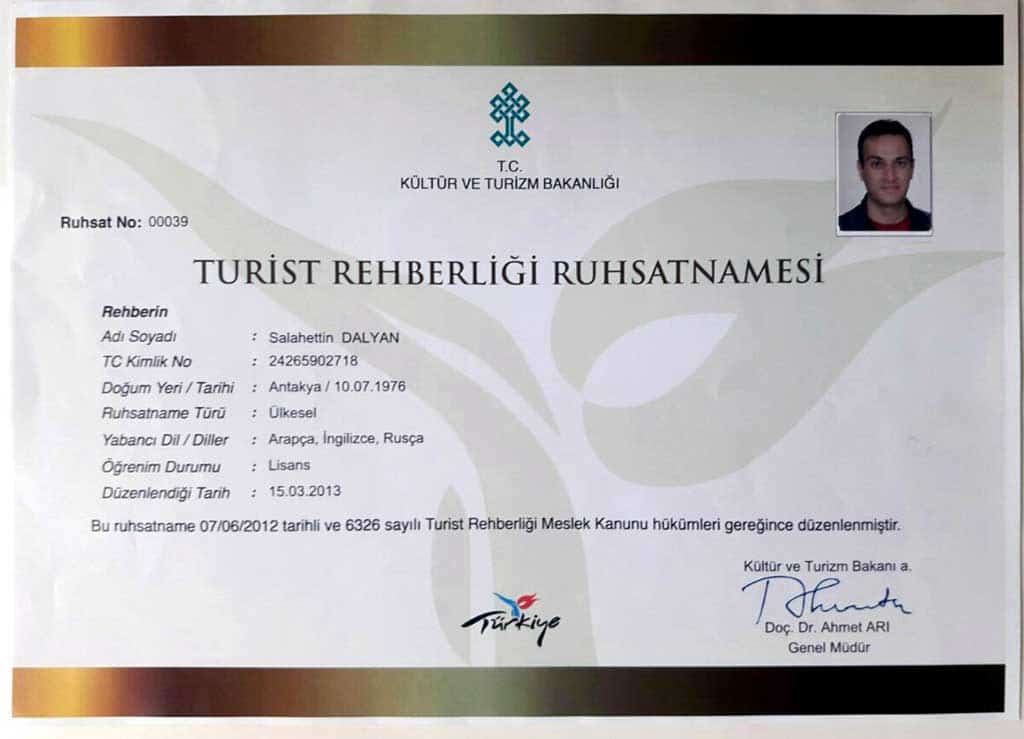 T.C.
KÜLTÜR VE TURİZM BAKANLIĞI
Ruhsat No: 00039
TURİST REHBERLİĞİ RUHSATNAMESİ
Rehberin
Adı Soyadı : Salahettin DALYAN
TC Kimlik No : 24265902718
Doğum Yeri / Tarihi : Antakya / 10.07.1976
Ruhsatname Türü : Ülkesel
Yabancı Dil / Diller : Arapça, İngilizce, Rusça
Öğrenim Durumu : Lisans
Düzenlendiği Tarih : 15.03.2013
Bu ruhsatname 07/06/2012 tarihli ve 6326 sayılı Turist Rehberliği Meslek Kanunu hükümleri gereğince düzenlenmiştir.
Kültür ve Turizm Bakanı a.
Doç. Dr. Ahmet ARI
Genel Müdür
Türkiye